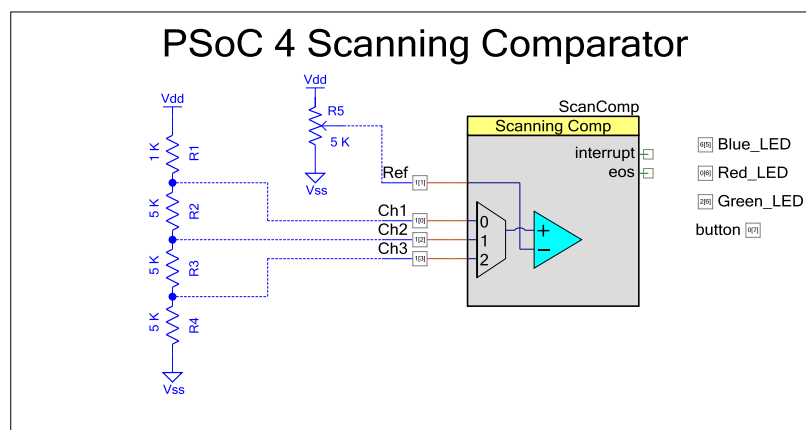 PSoC 4 Scanning Comparator
Vdd
R5
5 K
Vss
Vdd
1 K
R1
5 K
R2
5 K
R3
5 K
R4
Vss
Ref
1[1]
Ch1
1[0]
Ch2
1[2]
Ch3
1[3]
ScanComp
Scanning Comp
interrupt
eos
0
1
2
+
−
6[5] Blue_LED
0[6] Red_LED
2[6] Green_LED
button 0[7]